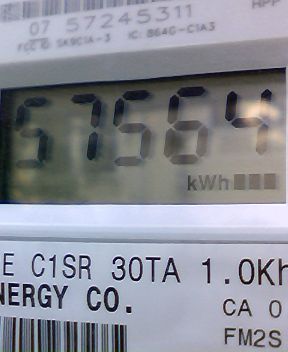 HPP
07 57245311
FCC ID: SK9C1A-3 IC: 864G-C1A3
57564
kWh
E C1SR 30TA 1.0Kh
NERGY CO.
CA 0
FM2S